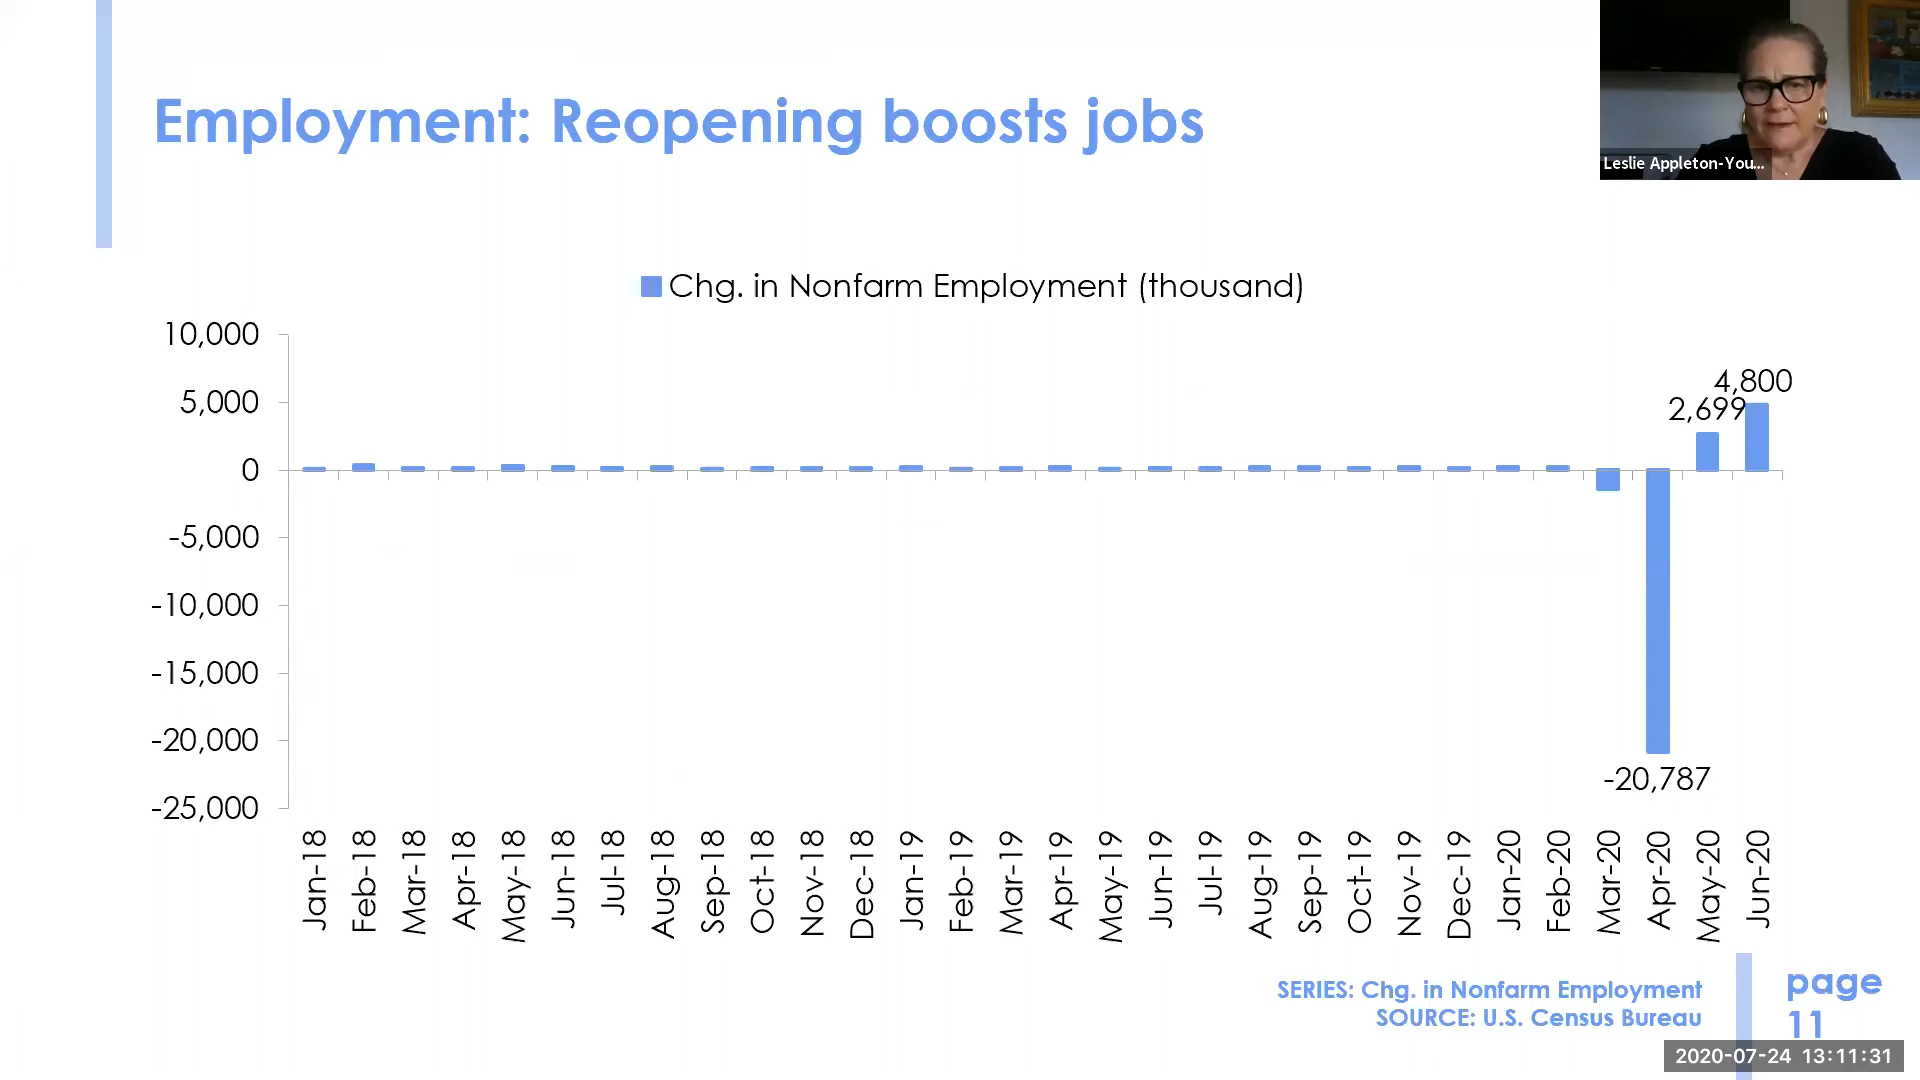 Employment: Reopening boosts jobs
Leslie Appleton-You...
Chg. in Nonfarm Employment (thousand)
10,000
5,000
0
-5,000
-10,000
-15,000
-20,000
-25,000
4,800
2,699
-20,787
Jan-18
Feb-18
Mar-18
Apr-18
May-18
Jun-18
Jul-18
Aug-18
Sep-18
Oct-18
Nov-18
Dec-18
Jan-19
Feb-19
Mar-19
Apr-19
May-19
Jun-19
Jul-19
Aug-19
Sep-19
Oct-19
Nov-19
Dec-19
Jan-20
Feb-20
Mar-20
Apr-20
May-20
Jun-20
SERIES: Chg. in Nonfarm Employment
SOURCE: U.S. Census Bureau
page
11
2020-07-24 13:11:31